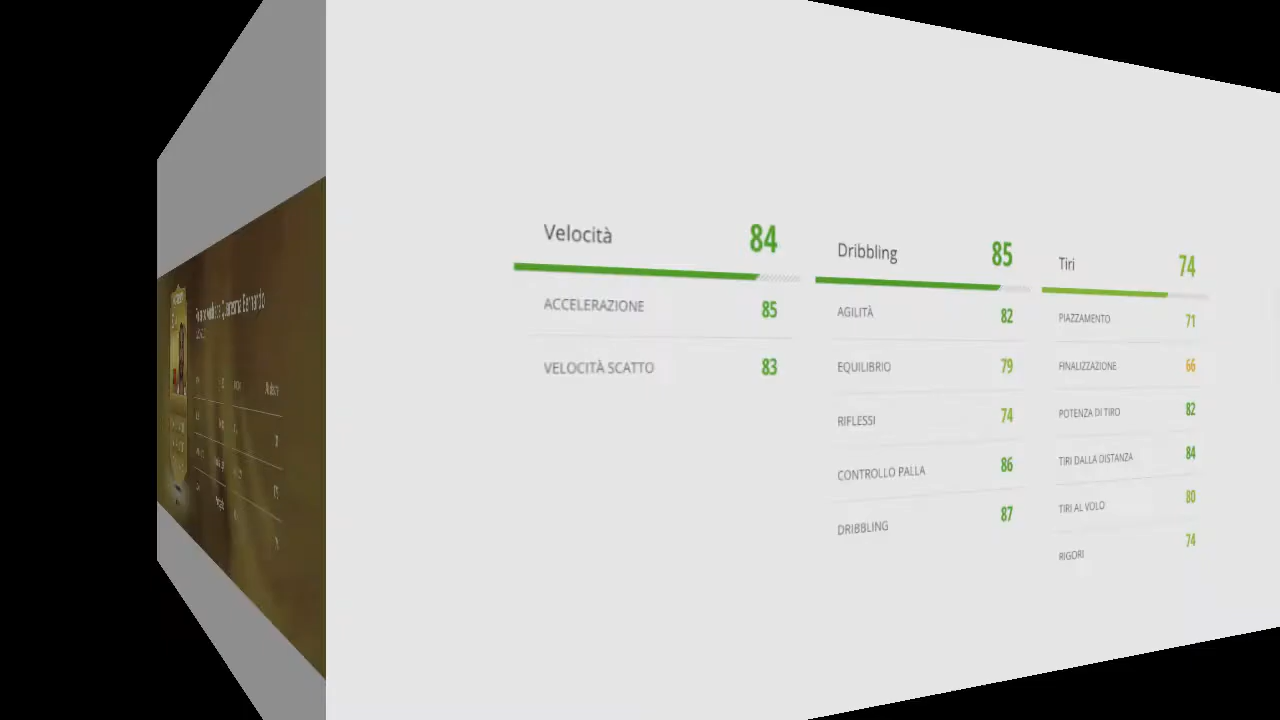 Velocità 84
ACCELERAZIONE 85
VELOCITÀ SCATTO 83
Dribbling 85
AGILITÀ 82
EQUILIBRIO 79
RIFLESSI 74
CONTROLLO PALLA 86
DRIBBLING 87
Tiri 74
PIAZZAMENTO 71
FINALIZZAZIONE 66
POTENZA DI TIRO 82
TIRI DALLA DISTANZA 84
TIRI AL VOLO 80
RIGORI 74
Bernardo